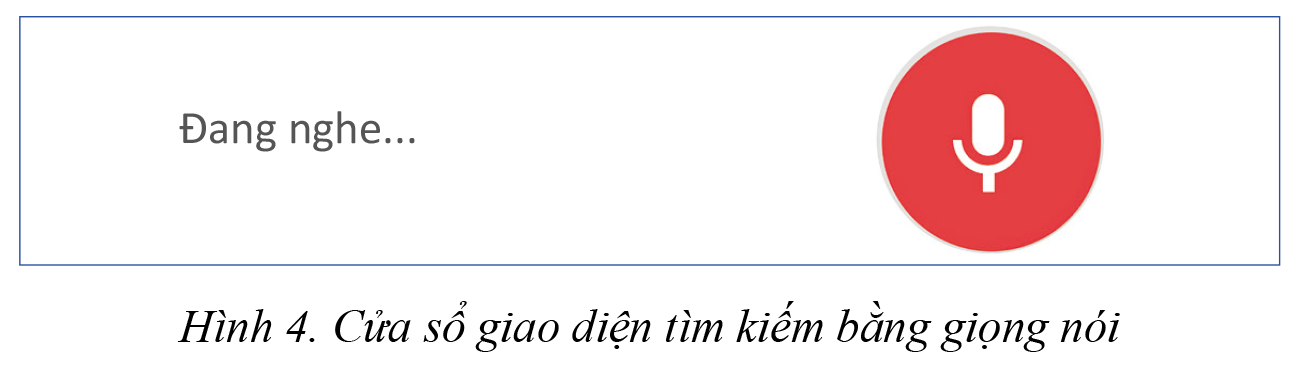 Đang nghe...
Hình 4. Cửa sổ giao diện tìm kiếm bằng giọng nói